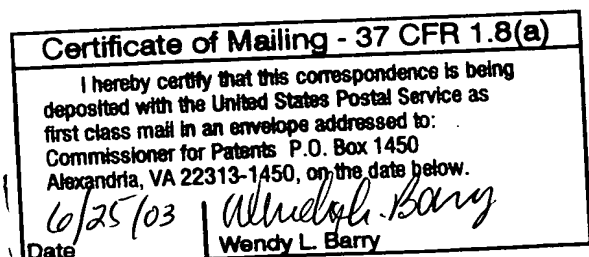 Certificate of Mailing - 37 CFR 1.8(a)
I hereby certify that this correspondence is being
deposited with the United States Postal Service as
first class mail in an envelope addressed to:
Commissioner for Patents P.O. Box 1450
Alexandria, VA 22313-1450, on the date below.
6/25/03 Wendy L. Barry
Date Wendy L. Barry